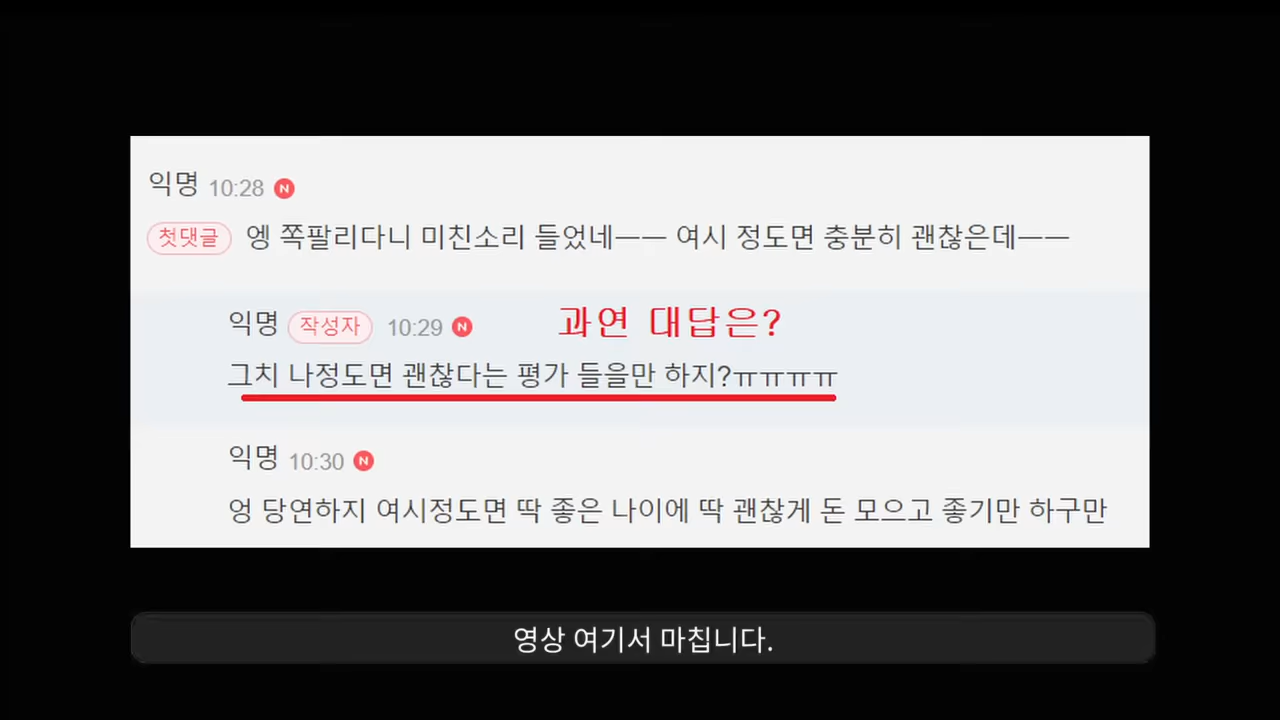 익명 10:28 N
첫댓글 엥 쪽팔리다니 미친소리 들었네ㅡㅡ 여시 정도면 충분히 괜찮은데ㅡㅡ
익명 작성자 10:29 N 과연 대답은?
그치 나정도면 괜찮다는 평가 들을만 하지?ㅠㅠㅠㅠ
익명 10:30 N
엉 당연하지 여시정도면 딱 좋은 나이에 딱 괜찮게 돈 모으고 좋기만 하구만
영상 여기서 마칩니다.